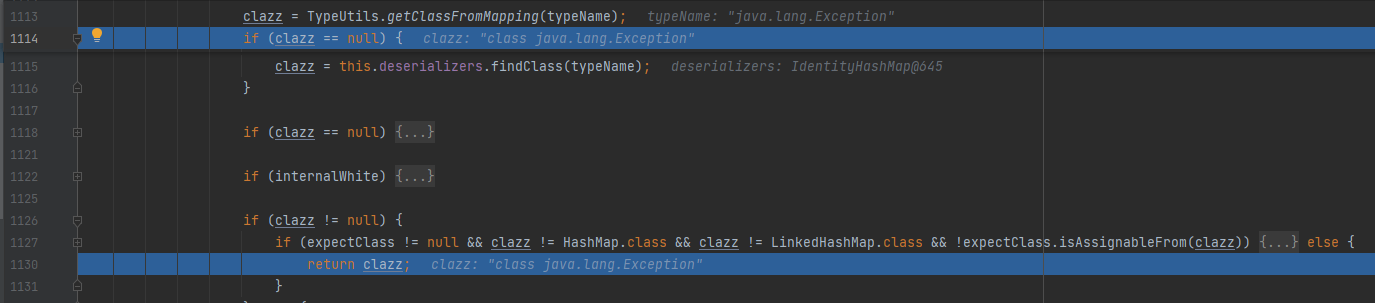 1113 clazz = TypeUtils.getClassFromMapping(typeName); typeName: "java.lang.Exception"
1114 if (clazz == null) { clazz: "class java.lang.Exception"
1115 clazz = this.deserializers.findClass(typeName); deserializers: IdentityHashMap@645
1116 }
1117
1118 if (clazz == null) {...}
1121
1122 if (internalWhite) {...}
1125
1126 if (clazz != null) {
1127 if (expectClass != null && clazz != HashMap.class && clazz != LinkedHashMap.class && !expectClass.isAssignableFrom(clazz)) {...} else {
1130 return clazz; clazz: "class java.lang.Exception"
1131 }